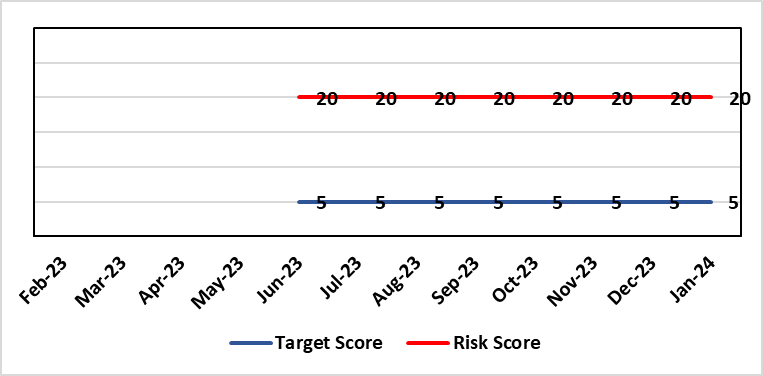 20 20 20 20 20 20 20 20
5 5 5 5 5 5 5 5
Feb-23 Mar-23 Apr-23 May-23 Jun-23 Jul-23 Aug-23 Sep-23 Oct-23 Nov-23 Dec-23 Jan-24
Target Score Risk Score